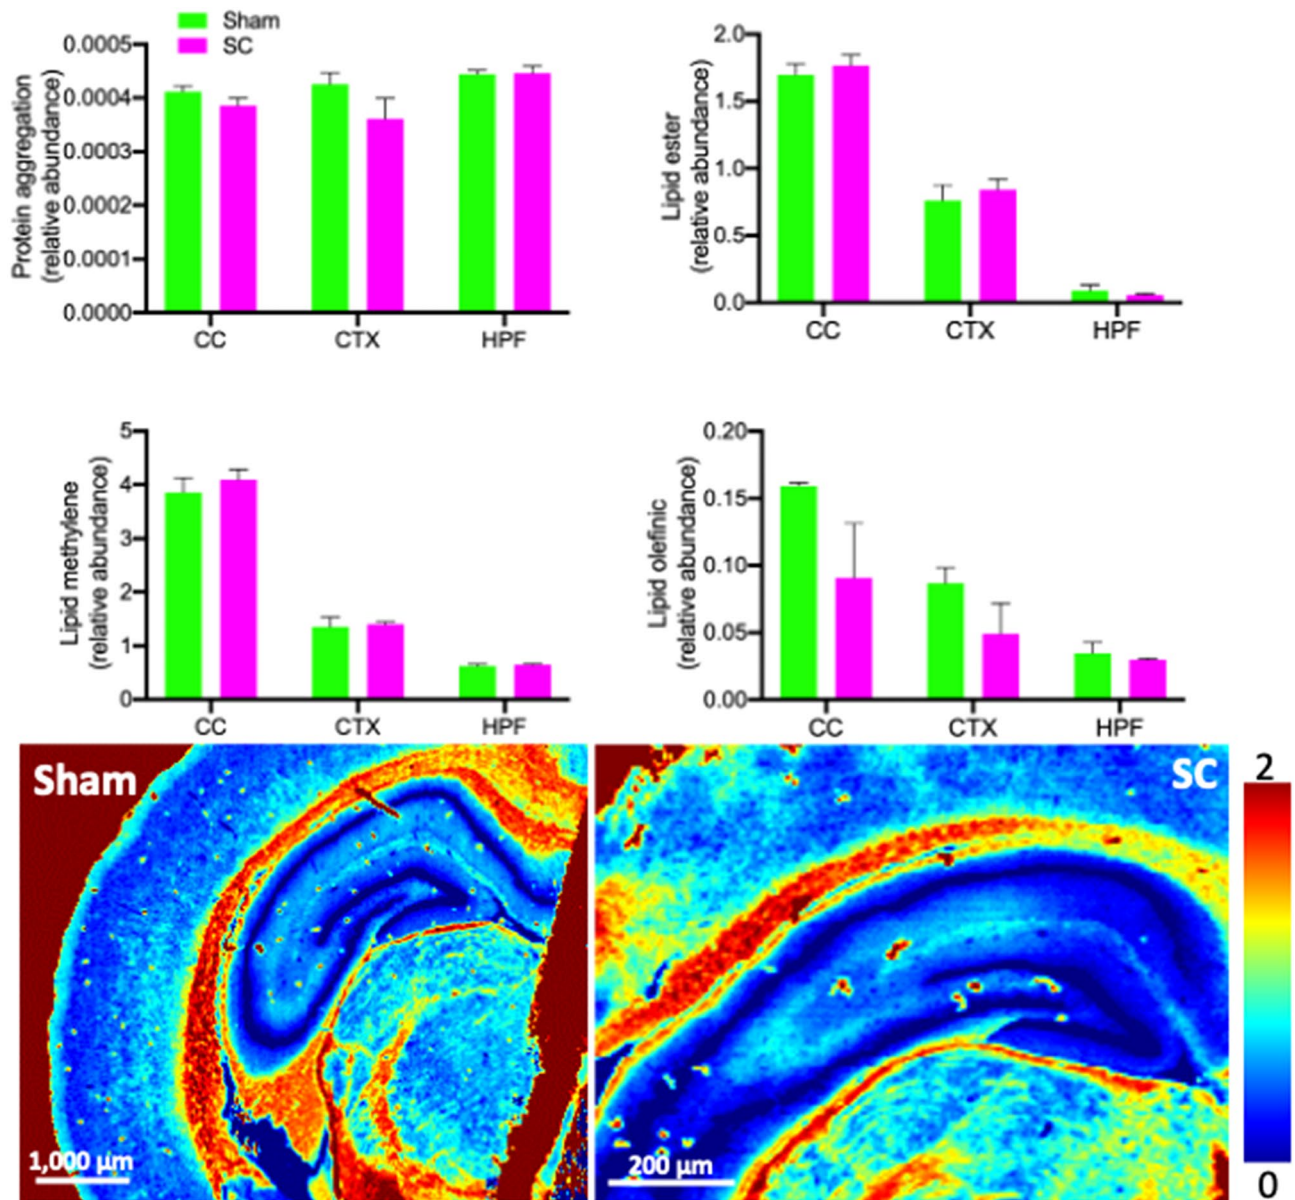 Sham
SC
Protein aggregation
(relative abundance)
0.0005
0.0004
0.0003
0.0002
0.0001
0.0000
CC CTX HPF
Lipid ester
(relative abundance)
2.0
1.5
1.0
0.5
0.0
CC CTX HPF
Lipid methylene
(relative abundance)
5
4
3
2
1
0
CC CTX HPF
Lipid olefinic
(relative abundance)
0.20
0.15
0.10
0.05
0.00
CC CTX HPF
Sham
1,000 µm
SC
200 µm
2
0